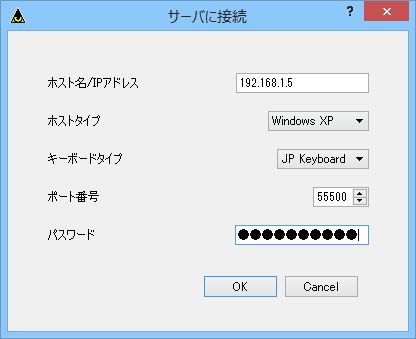 サーバに接続
ホスト名/IPアドレス 192.168.1.5
ホストタイプ Windows XP
キーボードタイプ JP Keyboard
ポート番号 55500
パスワード ●●●●●●●●●●
OK Cancel